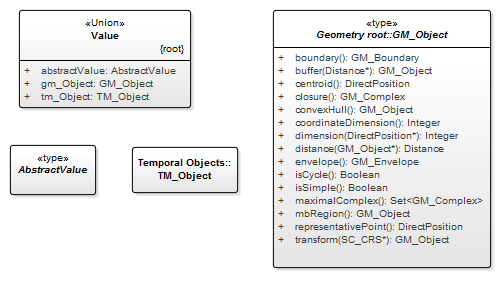 «Union»
Value
{root}
+ abstractValue: AbstractValue
+ gm_Object: GM_Object
+ tm_Object: TM_Object
«type»
AbstractValue
Temporal Objects::
TM_Object
«type»
Geometry root::GM_Object
+ boundary(): GM_Boundary
+ buffer(Distance*): GM_Object
+ centroid(): DirectPosition
+ closure(): GM_Complex
+ convexHull(): GM_Object
+ coordinateDimension(): Integer
+ dimension(DirectPosition*): Integer
+ distance(GM_Object*): Distance
+ envelope(): GM_Envelope
+ isCycle(): Boolean
+ isSimple(): Boolean
+ maximalComplex(): Set<GM_Complex>
+ mbRegion(): GM_Object
+ representativePoint(): DirectPosition
+ transform(SC_CRS*): GM_Object